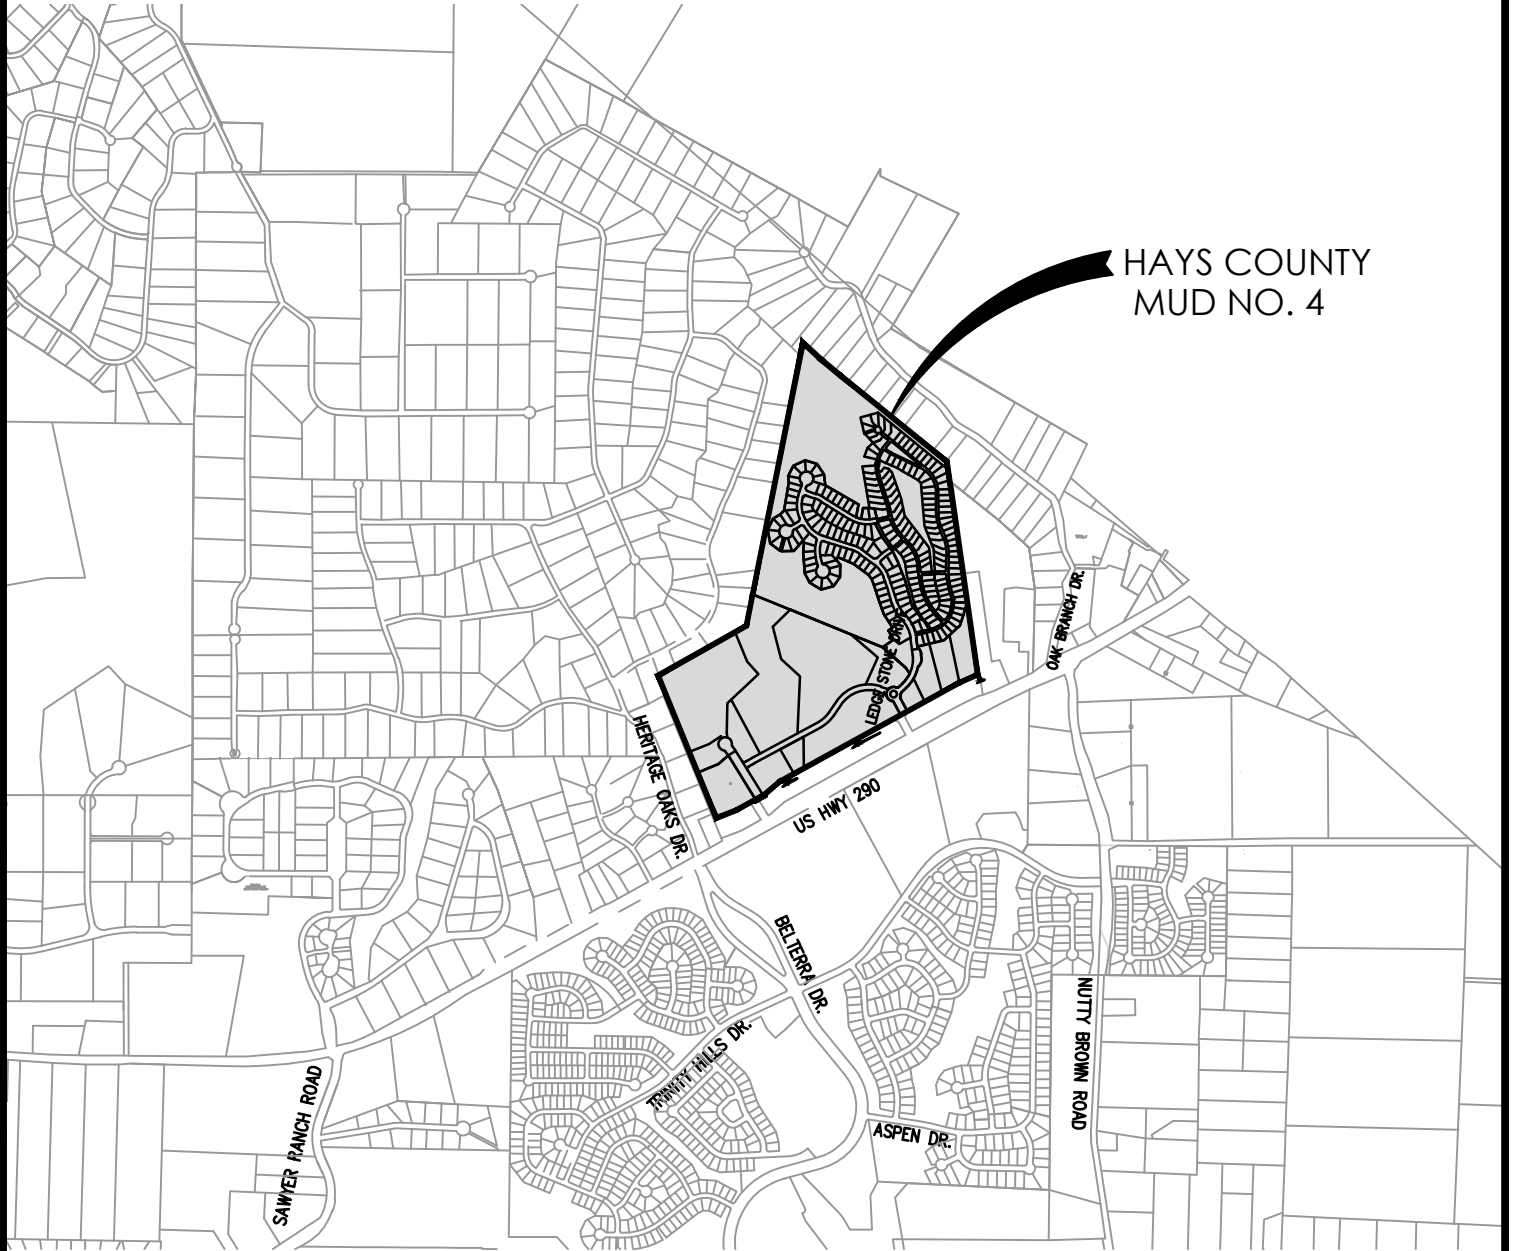 HAYS COUNTY
MUD NO. 4
OAK BRANCH DR.
LEDGE STONE DRIVE
HERITAGE OAKS DR.
US HWY 290
BELTERRA DR.
NUTTY BROWN ROAD
TRINITY HILLS DR.
SAWYER RANCH ROAD
ASPEN DR.